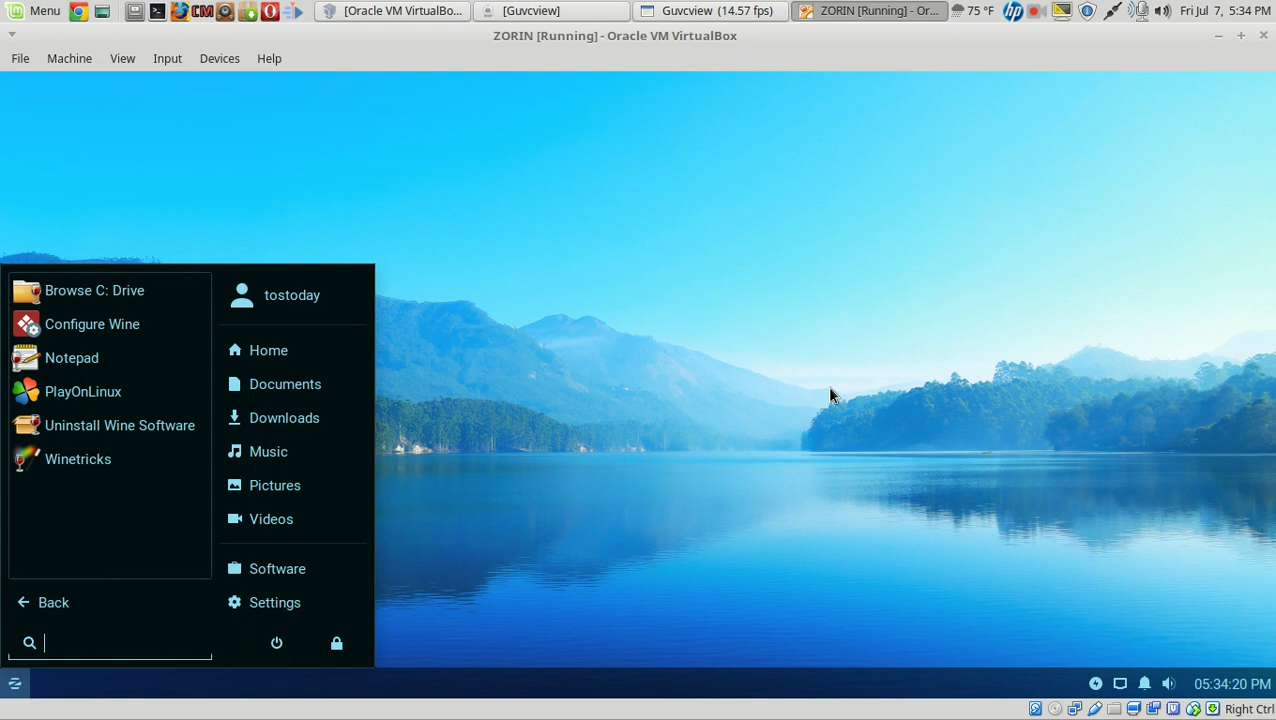 Menu
[Oracle VM VirtualBo...
[Guvcview]
Guvcview (14.57 fps)
ZORIN [Running] - Or...
75 °F
Fri Jul 7, 5:34 PM
ZORIN [Running] - Oracle VM VirtualBox
File Machine View Input Devices Help
Browse C: Drive
Configure Wine
Notepad
PlayOnLinux
Uninstall Wine Software
Winetricks
Back
tostoday
Home
Documents
Downloads
Music
Pictures
Videos
Software
Settings
05:34:20 PM
Right Ctrl